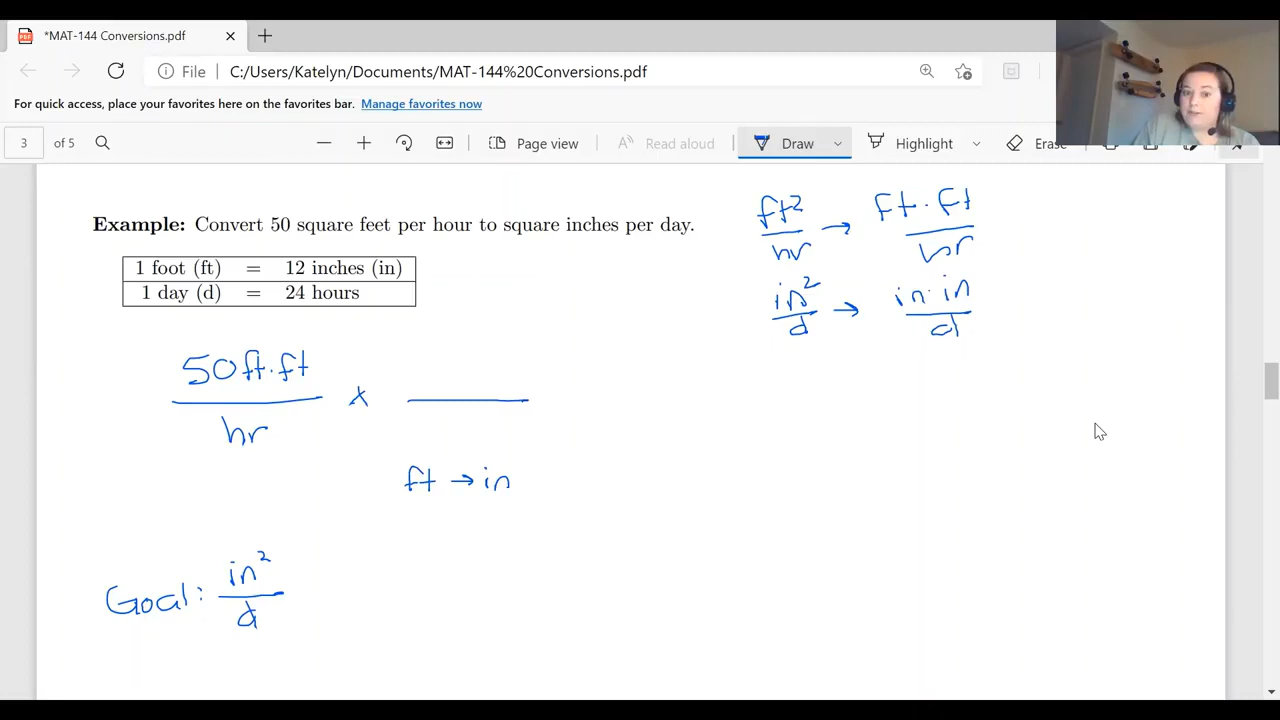 *MAT-144 Conversions.pdf
File C:/Users/Katelyn/Documents/MAT-144%20Conversions.pdf
For quick access, place your favorites here on the favorites bar. Manage favorites now
3 of 5 Page view Read aloud Draw Highlight Erase
Example: Convert 50 square feet per hour to square inches per day.
1 foot (ft) = 12 inches (in)
1 day (d) = 24 hours
ft² → ft · ft
hr hr
in² → in · in
d d
50 ft · ft ×
hr
ft → in
Goal: in²
d